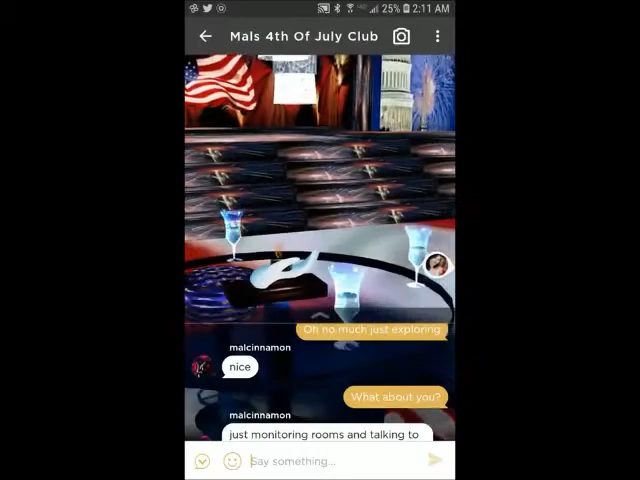 25% 2:11 AM
Mals 4th Of July Club
Oh no much just exploring
malcinnamon
nice
What about you?
malcinnamon
just monitoring rooms and talking to
Say something...